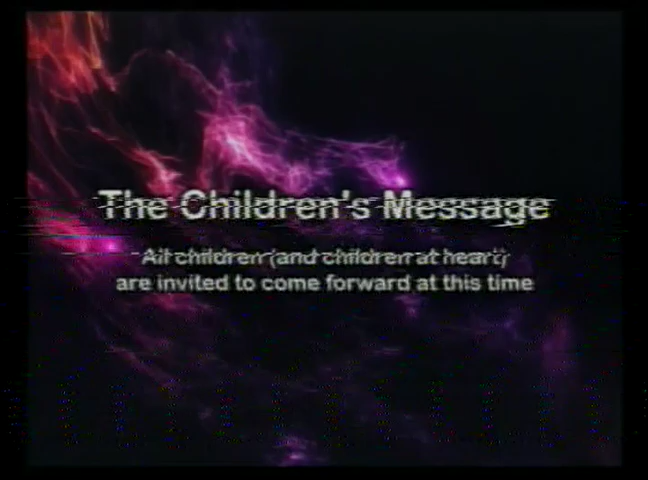 The Children's Message
All children (and children at heart)
are invited to come forward at this time